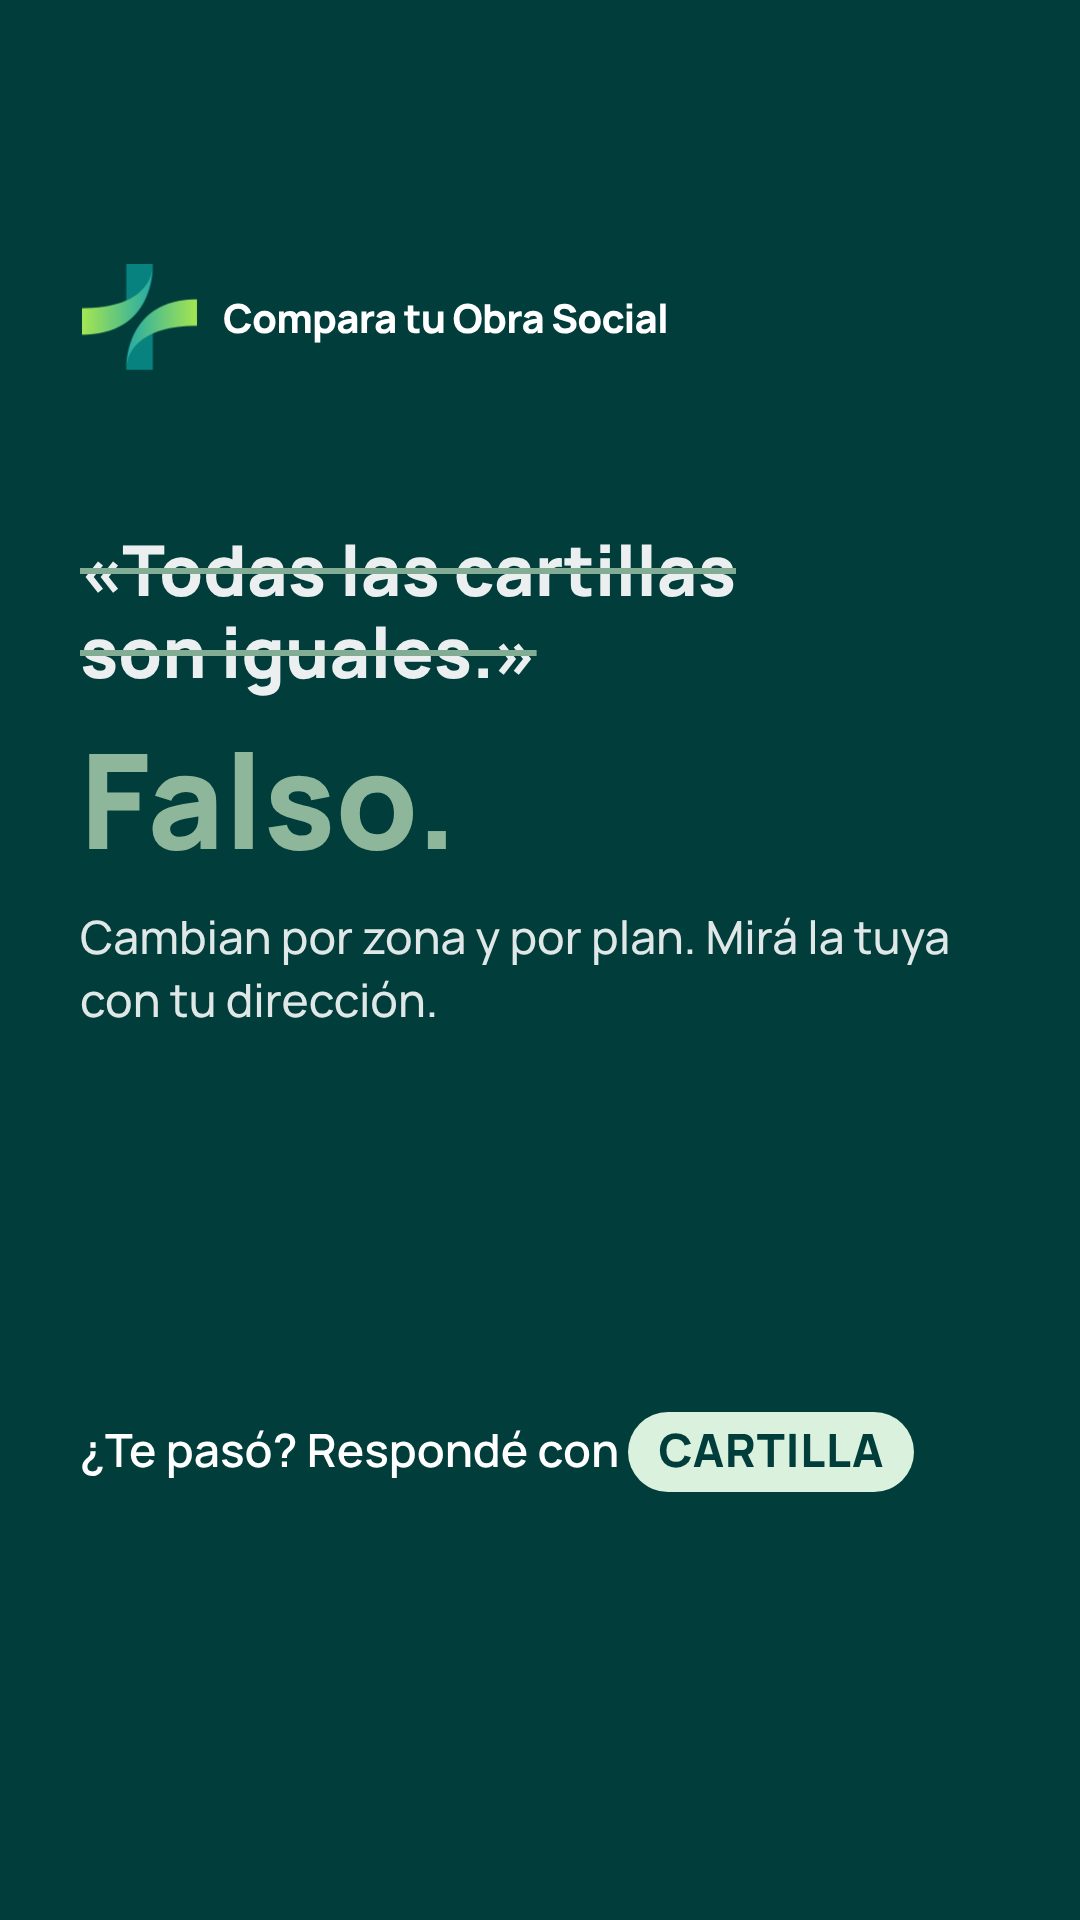 Compara tu Obra Social
«Todas las cartillas
son iguales.»
Falso.
Cambian por zona y por plan. Mirá la tuya
con tu dirección.
¿Te pasó? Respondé con CARTILLA